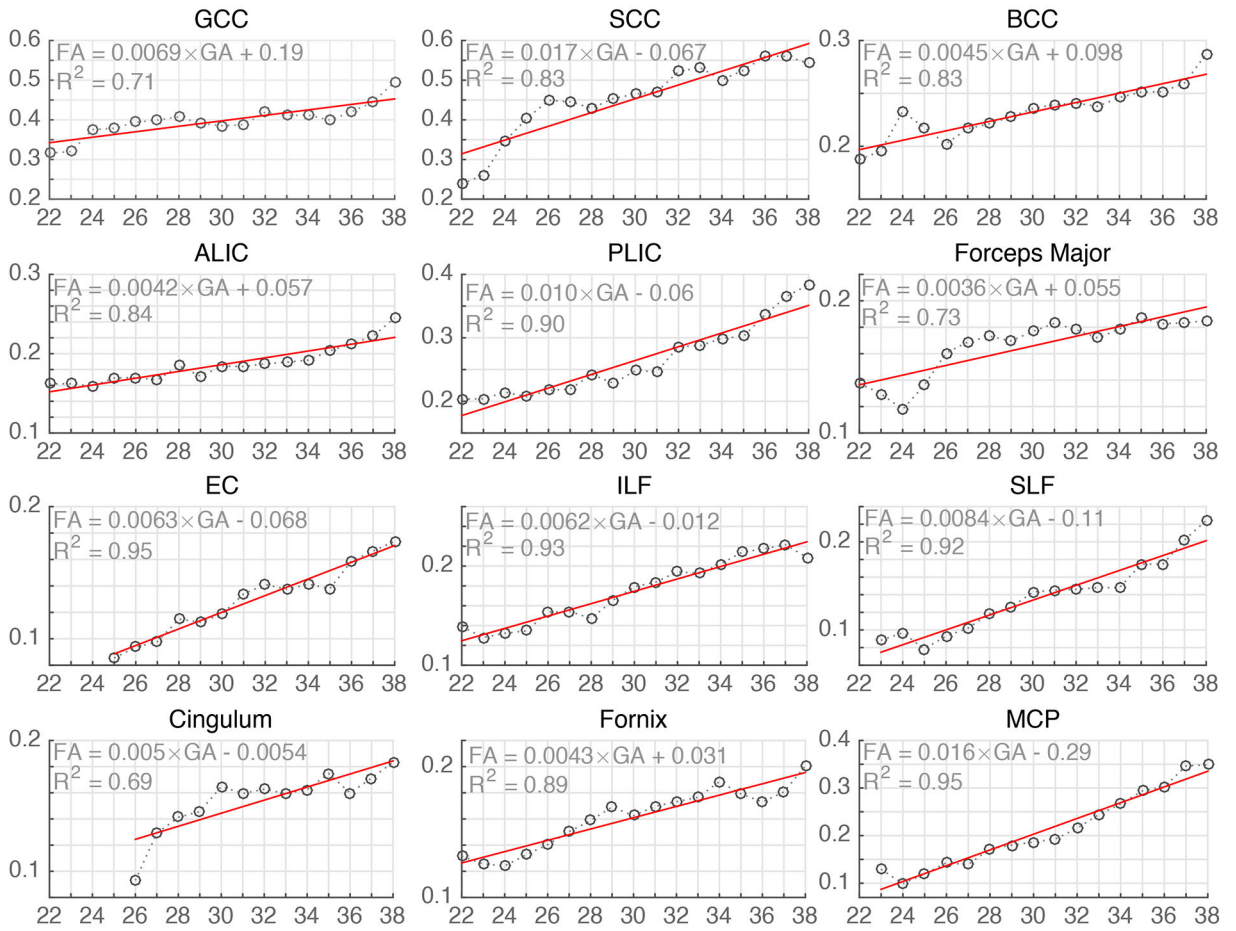 GCC
SCC
BCC
FA = 0.0069×GA + 0.19
R² = 0.71
0.6
0.5
0.4
0.3
0.2
22 24 26 28 30 32 34 36 38
FA = 0.017×GA - 0.067
R² = 0.83
0.6
0.5
0.4
0.3
0.2
22 24 26 28 30 32 34 36 38
FA = 0.0045×GA + 0.098
R² = 0.83
0.3
0.2
22 24 26 28 30 32 34 36 38
ALIC
PLIC
Forceps Major
FA = 0.0042×GA + 0.057
R² = 0.84
0.3
0.2
0.1
22 24 26 28 30 32 34 36 38
FA = 0.010×GA - 0.06
R² = 0.90
0.4
0.3
0.2
22 24 26 28 30 32 34 36 38
FA = 0.0036×GA + 0.055
R² = 0.73
0.2
0.1
22 24 26 28 30 32 34 36 38
EC
ILF
SLF
FA = 0.0063×GA - 0.068
R² = 0.95
0.2
0.1
22 24 26 28 30 32 34 36 38
FA = 0.0062×GA - 0.012
R² = 0.93
0.2
0.1
22 24 26 28 30 32 34 36 38
FA = 0.0084×GA - 0.11
R² = 0.92
0.2
0.1
22 24 26 28 30 32 34 36 38
Cingulum
Fornix
MCP
FA = 0.005×GA - 0.0054
R² = 0.69
0.2
0.1
22 24 26 28 30 32 34 36 38
FA = 0.0043×GA + 0.031
R² = 0.89
0.2
0.1
22 24 26 28 30 32 34 36 38
FA = 0.016×GA - 0.29
R² = 0.95
0.4
0.3
0.2
0.1
22 24 26 28 30 32 34 36 38